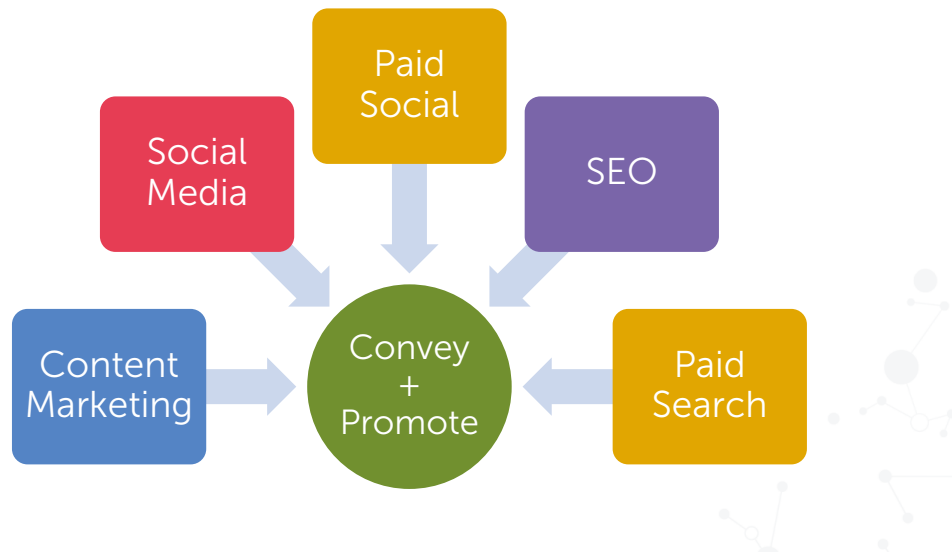 Paid
Social
Social
Media
SEO
Content
Marketing
Convey
+
Promote
Paid
Search